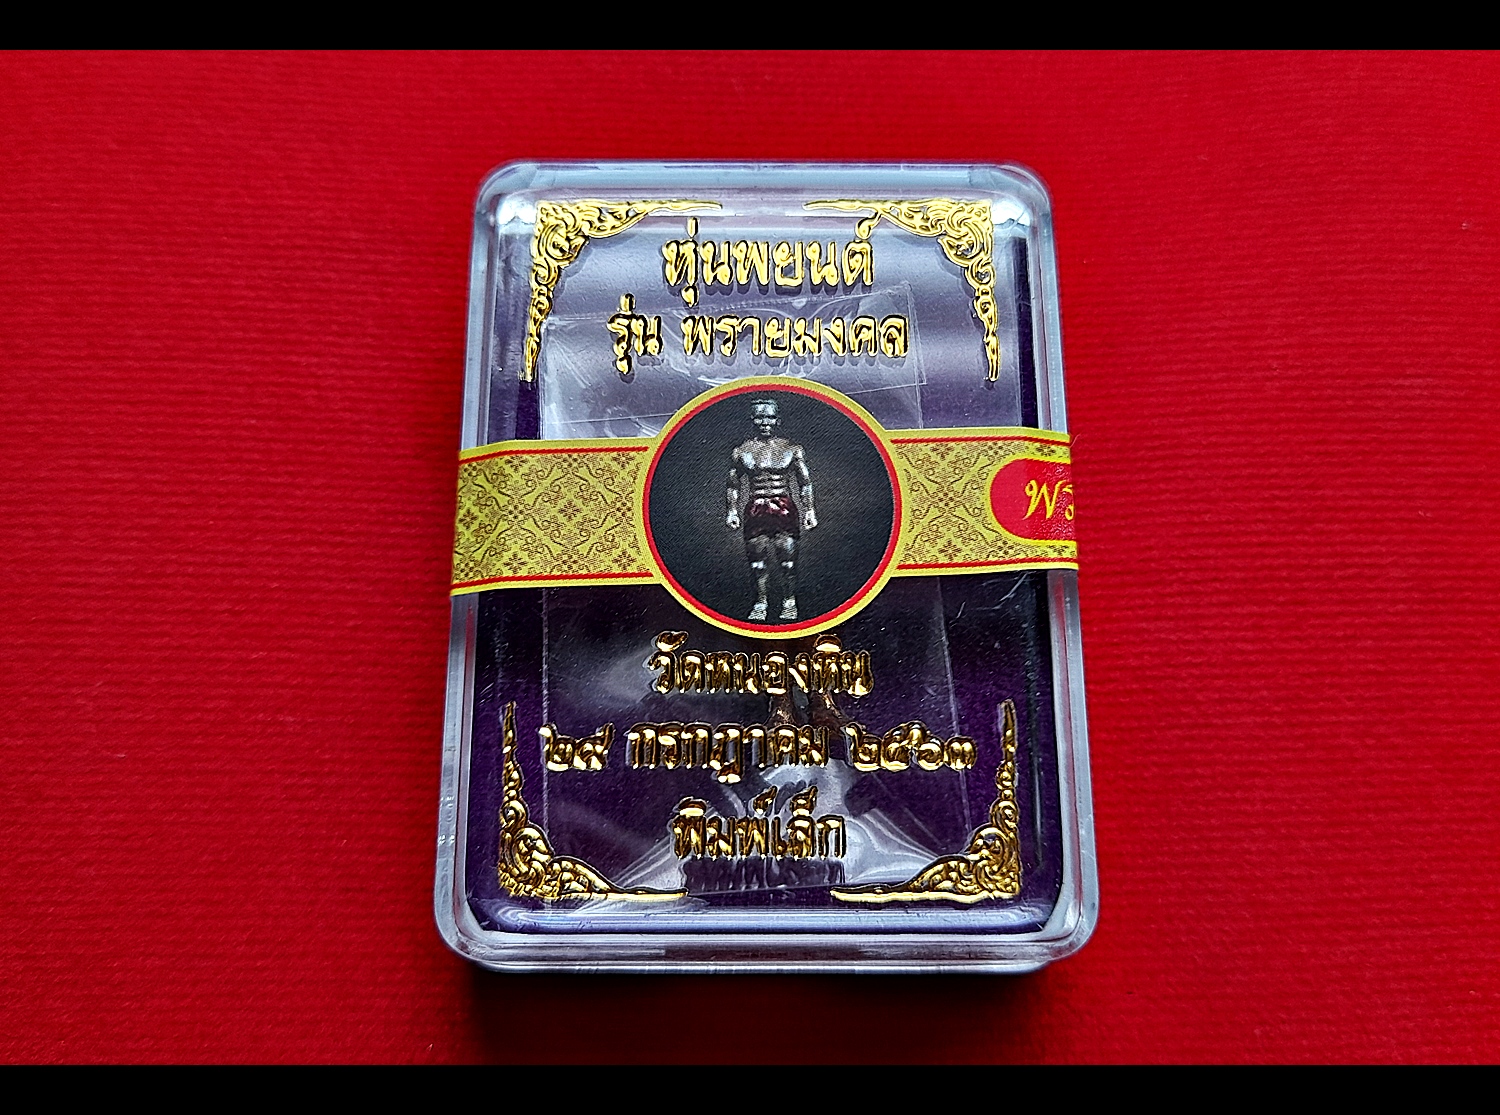 หุ่นพยนต์
รุ่น พรายมงคล
พร
วัดหนองหิน
๒๙ กรกฎาคม ๒๕๖๓
พิมพ์เล็ก